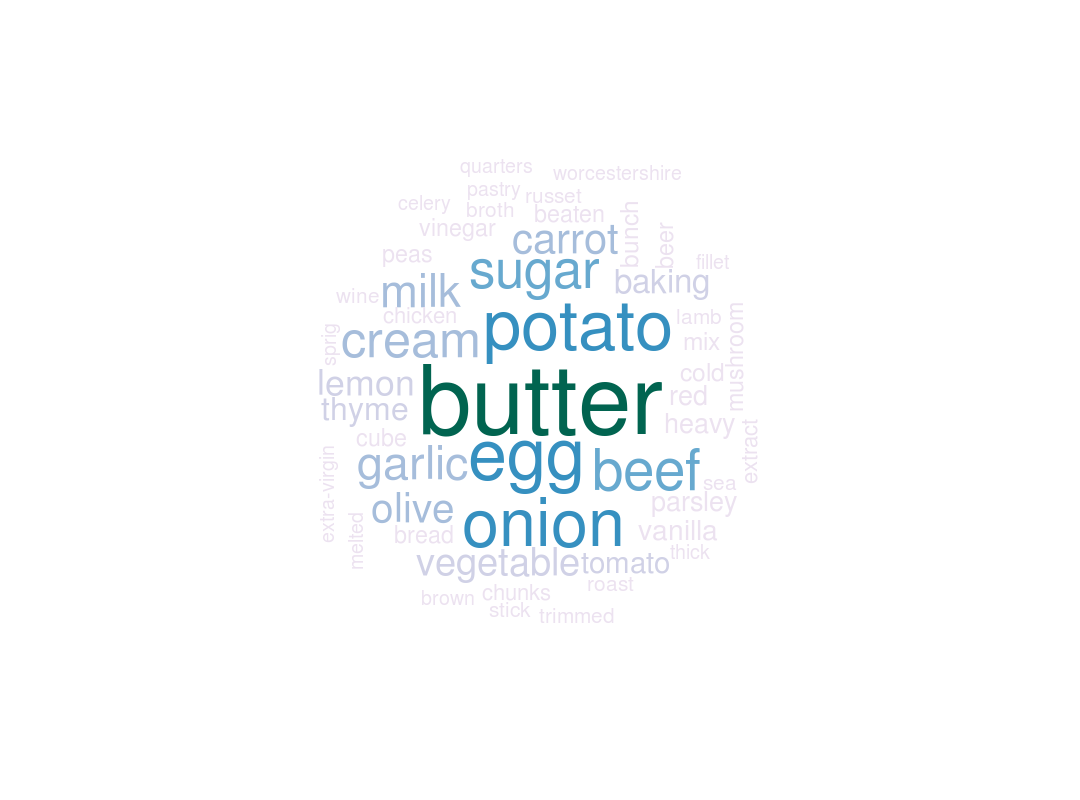 quarters
worcestershire
pastry
russet
celery
broth
beaten
bunch
vinegar
beer
carrot
peas
sugar
fillet
milk
baking
wine
chicken
potato
lamb
sprig
cream
mix
mushroom
lemon
butter
cold
thyme
red
cube
heavy
garlic
egg
beef
extract
extra-virgin
sea
olive
onion
parsley
melted
bread
vanilla
vegetable
tomato
thick
brown
chunks
roast
stick
trimmed